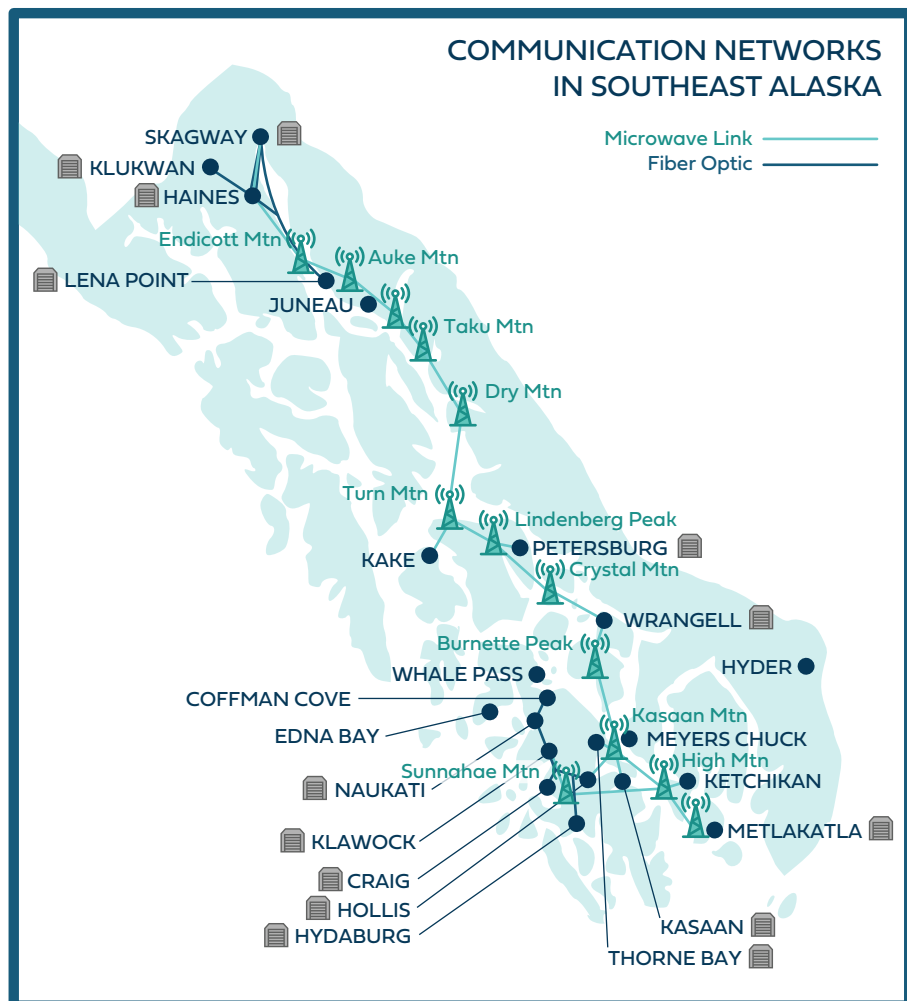 COMMUNICATION NETWORKS
IN SOUTHEAST ALASKA
Microwave Link
Fiber Optic
SKAGWAY
KLUKWAN
HAINES
Endicott Mtn
Auke Mtn
LENA POINT
JUNEAU
Taku Mtn
Dry Mtn
Turn Mtn
Lindenberg Peak
PETERSBURG
KAKE
Crystal Mtn
WRANGELL
Burnette Peak
HYDER
WHALE PASS
COFFMAN COVE
EDNA BAY
Kasaan Mtn
MEYERS CHUCK
High Mtn
Sunnahae Mtn
KETCHIKAN
NAUKATI
METLAKATLA
KLAWOCK
CRAIG
HOLLIS
KASAAN
HYDABURG
THORNE BAY